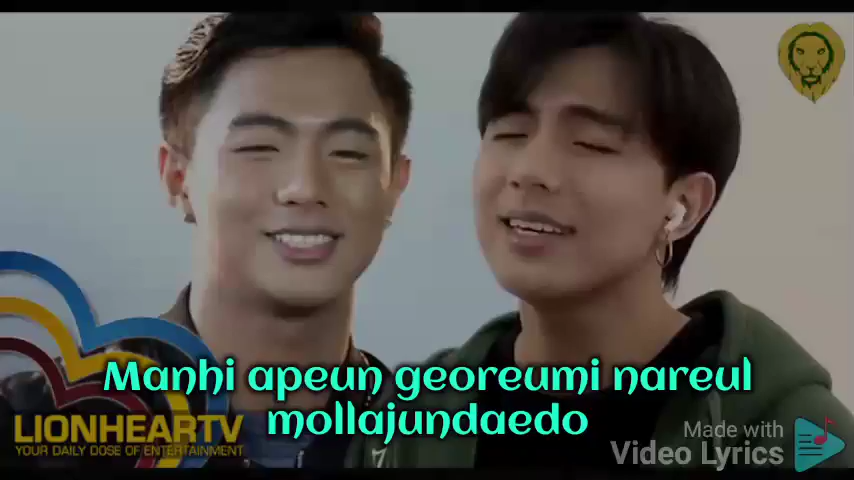 Manhi apeun georeumi nareul
mollajundaedo
LIONHEARTV
YOUR DAILY DOSE OF ENTERTAINMENT
Made with
Video Lyrics